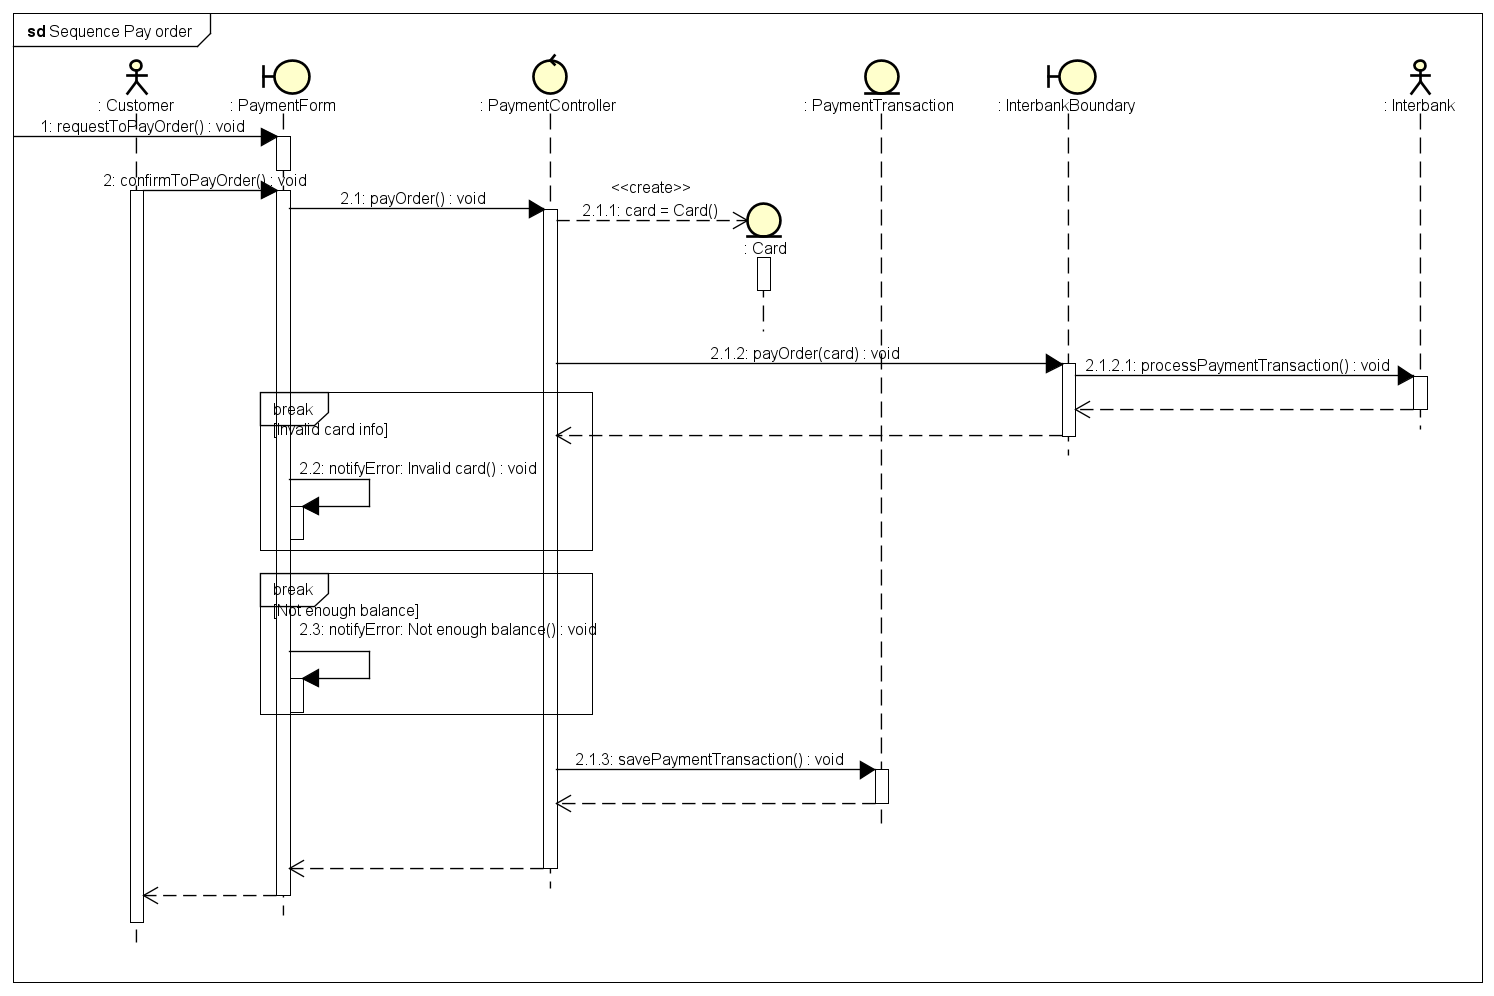 sd Sequence Pay order
: Customer
: PaymentForm
: PaymentController
: PaymentTransaction
: InterbankBoundary
: Interbank
1: requestToPayOrder() : void
2: confirmToPayOrder() : void
2.1: payOrder() : void
<<create>>
2.1.1: card = Card()
: Card
2.1.2: payOrder(card) : void
2.1.2.1: processPaymentTransaction() : void
break
[Invalid card info]
2.2: notifyError: Invalid card() : void
break
[Not enough balance]
2.3: notifyError: Not enough balance() : void
2.1.3: savePaymentTransaction() : void